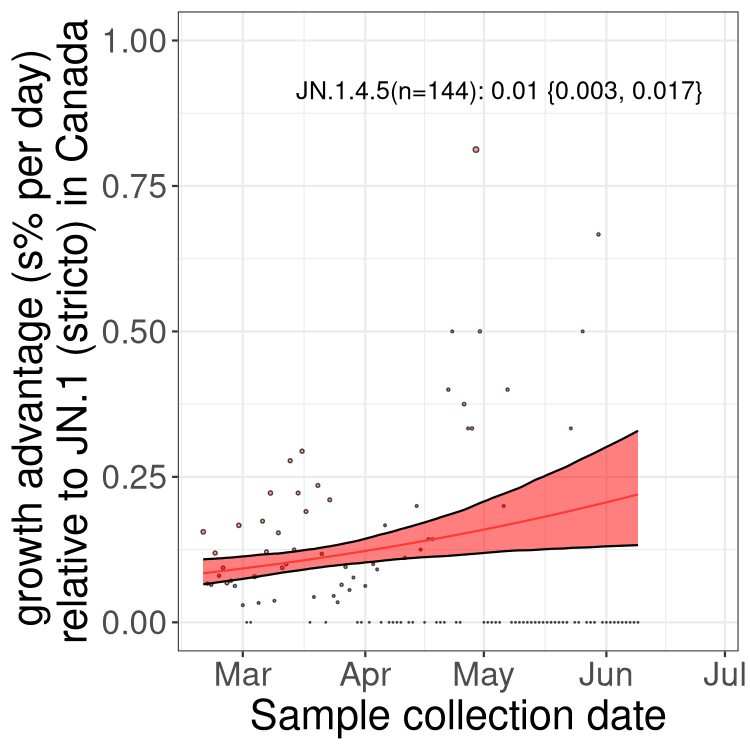 growth advantage (s% per day)
relative to JN.1 (stricto) in Canada
1.00
0.75
0.50
0.25
0.00
JN.1.4.5(n=144): 0.01 {0.003, 0.017}
Mar Apr May Jun Jul
Sample collection date